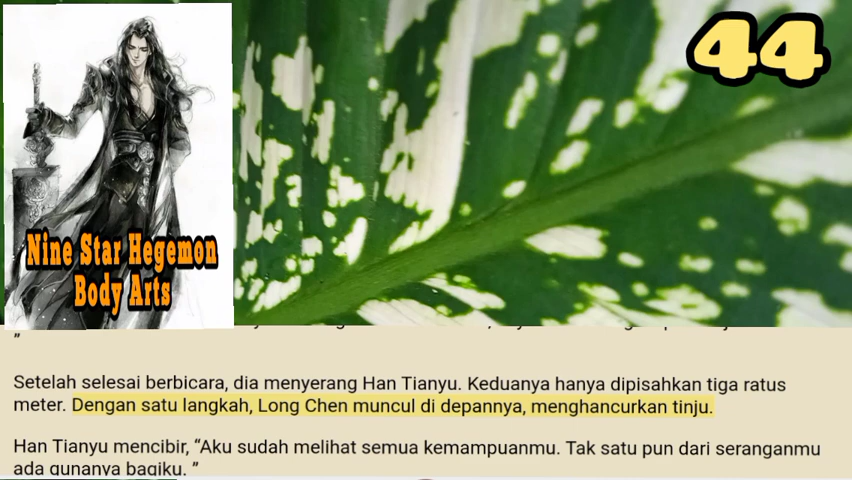 44
Nine Star Hegemon
Body Arts
”
Setelah selesai berbicara, dia menyerang Han Tianyu. Keduanya hanya dipisahkan tiga ratus
meter. Dengan satu langkah, Long Chen muncul di depannya, menghancurkan tinju.
Han Tianyu mencibir, “Aku sudah melihat semua kemampuanmu. Tak satu pun dari seranganmu
ada gunanya bagiku. ”